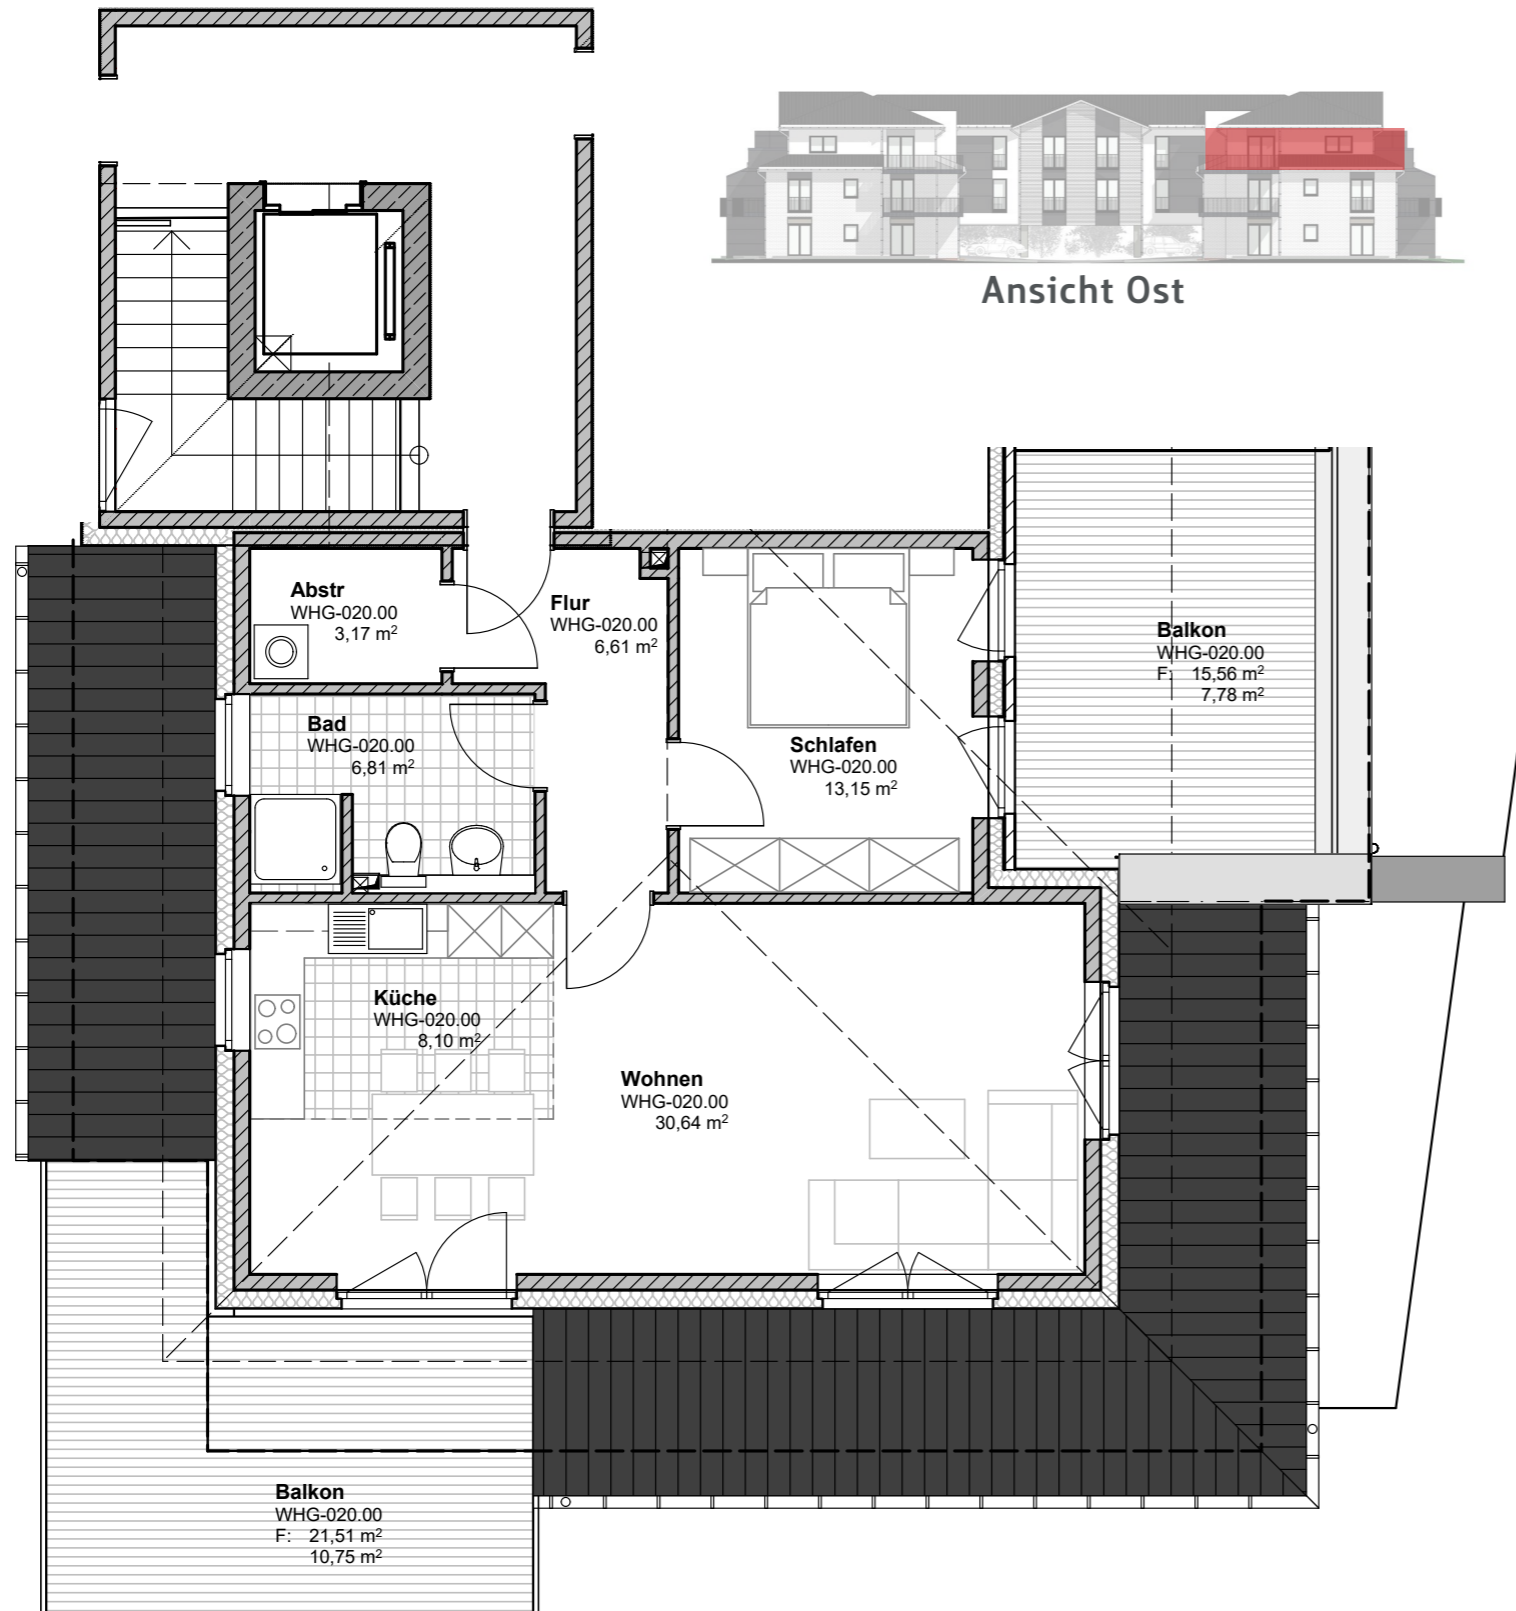 Ansicht Ost
Abstr
WHG-020.00
3,17 m²
Flur
WHG-020.00
6,61 m²
Balkon
WHG-020.00
F: 15,56 m²
7,78 m²
Bad
WHG-020.00
6,81 m²
Schlafen
WHG-020.00
13,15 m²
Küche
WHG-020.00
8,10 m²
Wohnen
WHG-020.00
30,64 m²
Balkon
WHG-020.00
F: 21,51 m²
10,75 m²